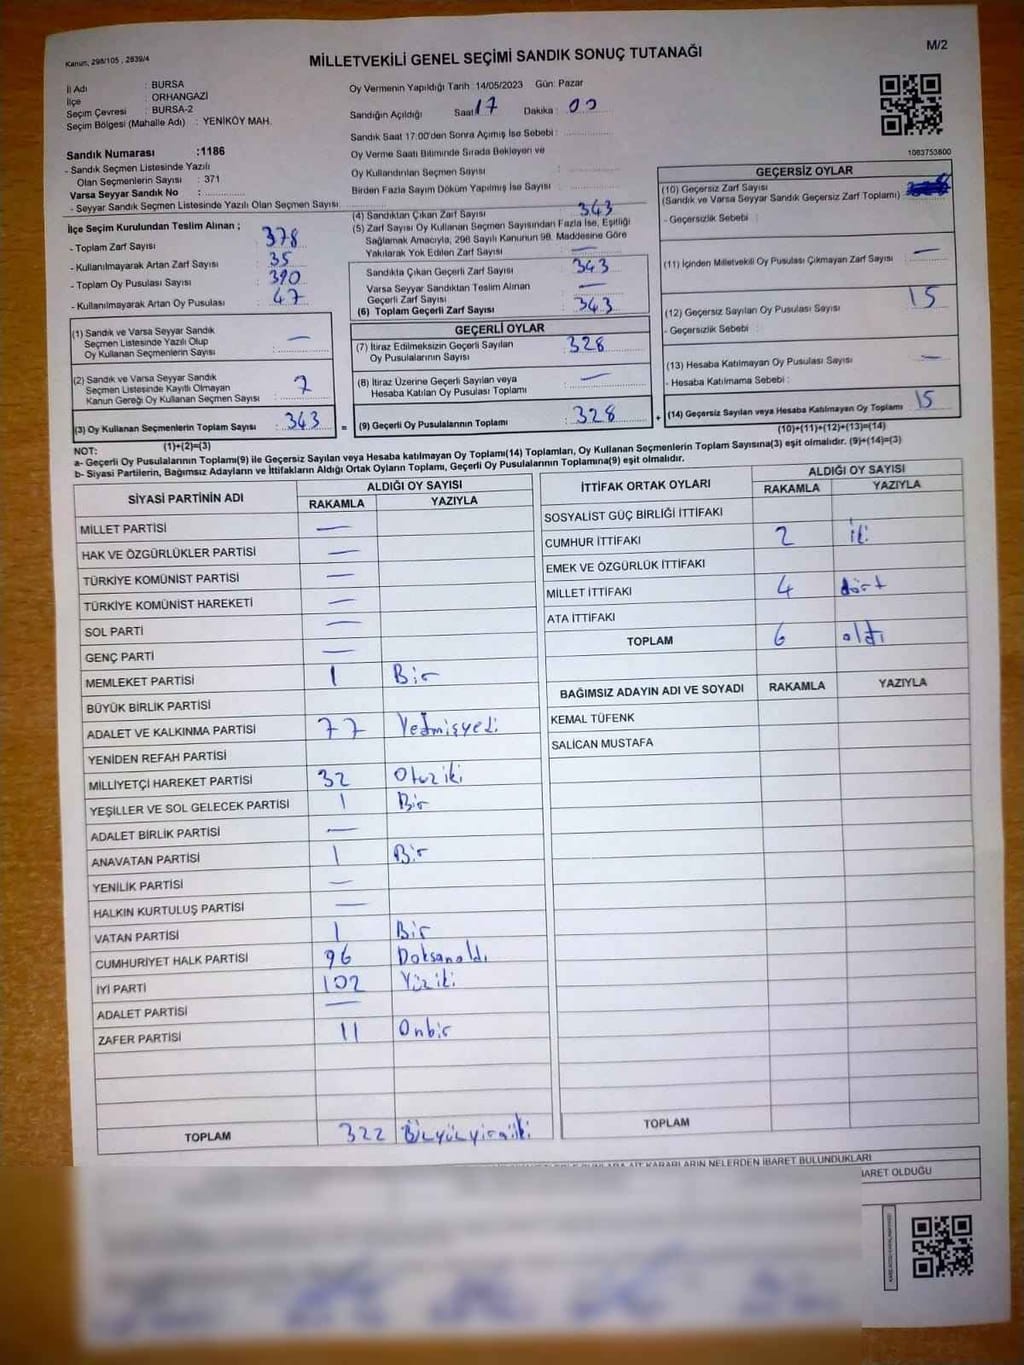 Kanun, 298/105 , 2839/4
MİLLETVEKİLİ GENEL SEÇİMİ SANDIK SONUÇ TUTANAĞI
M/2
İl Adı : BURSA
İlçe : ORHANGAZİ
Seçim Çevresi : BURSA-2
Seçim Bölgesi (Mahalle Adı) : YENİKÖY MAH.
Oy Vermenin Yapıldığı Tarih : 14/05/2023 Gün: Pazar
Sandığın Açıldığı Saat : 17 Dakika : 00
Sandık Saat 17:00'den Sonra Açımış İse Sebebi :
Oy Verme Saati Bitiminde Sırada Bekleyen ve
Oy Kullandırılan Seçmen Sayısı :
Birden Fazla Sayım Döküm Yapılmış İse Sayısı :
1063753800
Sandık Numarası :1186
- Sandık Seçmen Listesinde Yazılı
Olan Seçmenlerin Sayısı : 371
Varsa Seyyar Sandık No :
- Seyyar Sandık Seçmen Listesinde Yazılı Olan Seçmen Sayısı
İlçe Seçim Kurulundan Teslim Alınan ;
- Toplam Zarf Sayısı : 378
- Kullanılmayarak Artan Zarf Sayısı : 35
- Toplam Oy Pusulası Sayısı : 390
- Kullanılmayarak Artan Oy Pusulası : 47
(1) Sandık ve Varsa Seyyar Sandık
Seçmen Listesinde Yazılı Olup
Oy Kullanan Seçmenlerin Sayısı : —
(2) Sandık ve Varsa Seyyar Sandık
Seçmen Listesinde Kayıtlı Olmayan
Kanun Gereği Oy Kullanan Seçmen Sayısı : 7
(3) Oy Kullanan Seçmenlerin Toplam Sayısı : 343
(1)+(2)=(3)
(4) Sandıktan Çıkan Zarf Sayısı : 343
(5) Zarf Sayısı Oy Kullanan Seçmen Sayısından Fazla İse, Eşitliği
Sağlamak Amacıyla, 298 Sayılı Kanunun 98. Maddesine Göre
Yakılarak Yok Edilen Zarf Sayısı : —
Sandıkta Çıkan Geçerli Zarf Sayısı : 343
Varsa Seyyar Sandıktan Teslim Alınan
Geçerli Zarf Sayısı : —
(6) Toplam Geçerli Zarf Sayısı : 343
GEÇERLİ OYLAR
(7) İtiraz Edilmeksizin Geçerli Sayılan
Oy Pusulalarının Sayısı : 328
(8) İtiraz Üzerine Geçerli Sayılan veya
Hesaba Katılan Oy Pusulası Toplamı : —
= (9) Geçerli Oy Pusulalarının Toplamı : 328
GEÇERSİZ OYLAR
(10) Geçersiz Zarf Sayısı
(Sandık ve Varsa Seyyar Sandık Geçersiz Zarf Toplamı) :
- Geçersizlik Sebebi :
(11) İçinden Milletvekili Oy Pusulası Çıkmayan Zarf Sayısı : —
(12) Geçersiz Sayılan Oy Pusulası Sayısı : 15
- Geçersizlik Sebebi :
(13) Hesaba Katılmayan Oy Pusulası Sayısı : —
- Hesaba Katılmama Sebebi :
+ (14) Geçersiz Sayılan veya Hesaba Katılmayan Oy Toplamı : 15
(10)+(11)+(12)+(13)=(14)
NOT:
a- Geçerli Oy Pusulalarının Toplamı(9) ile Geçersiz Sayılan veya Hesaba katılmayan Oy Toplamı(14) Toplamları, Oy Kullanan Seçmenlerin Toplam Sayısına(3) eşit olmalıdır. (9)+(14)=(3)
b- Siyasi Partilerin, Bağımsız Adayların ve İttifakların Aldığı Ortak Oyların Toplamı, Geçerli Oy Pusulalarının Toplamına(9) eşit olmalıdır.
SİYASİ PARTİNİN ADI ALDIĞI OY SAYISI
RAKAMLA YAZIYLA
MİLLET PARTİSİ —
HAK VE ÖZGÜRLÜKLER PARTİSİ —
TÜRKİYE KOMÜNİST PARTİSİ —
TÜRKİYE KOMÜNİST HAREKETİ —
SOL PARTİ —
GENÇ PARTİ —
MEMLEKET PARTİSİ 1 Bir
BÜYÜK BİRLİK PARTİSİ
ADALET VE KALKINMA PARTİSİ 77 Yetmişyedi
YENİDEN REFAH PARTİSİ
MİLLİYETÇİ HAREKET PARTİSİ 32 Otuziki
YEŞİLLER VE SOL GELECEK PARTİSİ 1 Bir
ADALET BİRLİK PARTİSİ —
ANAVATAN PARTİSİ 1 Bir
YENİLİK PARTİSİ —
HALKIN KURTULUŞ PARTİSİ —
VATAN PARTİSİ 1 Bir
CUMHURİYET HALK PARTİSİ 96 Doksanaldı
İYİ PARTİ 102 Yüziki
ADALET PARTİSİ —
ZAFER PARTİSİ 11 Onbir
TOPLAM 322
İTTİFAK ORTAK OYLARI ALDIĞI OY SAYISI
RAKAMLA YAZIYLA
SOSYALİST GÜÇ BİRLİĞİ İTTİFAKI
CUMHUR İTTİFAKI 2 iki
EMEK VE ÖZGÜRLÜK İTTİFAKI
MİLLET İTTİFAKI 4 dört
ATA İTTİFAKI
TOPLAM 6 altı
BAĞIMSIZ ADAYIN ADI VE SOYADI RAKAMLA YAZIYLA
KEMAL TÜFENK
SALİCAN MUSTAFA
TOPLAM
KARARLARIN NELERDEN İBARET BULUNDUKLARI
OLDUĞU